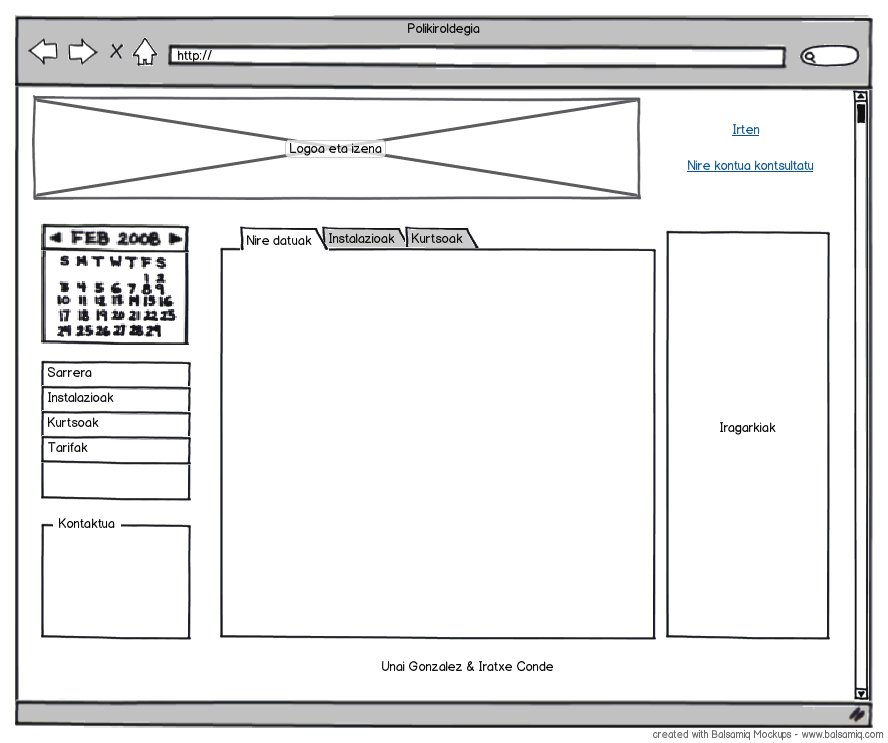 Polikiroldegia
http://
Logoa eta izena
Irten
Nire kontua kontsultatu
FEB 2008
S M T W T F S
1 2
3 4 5 6 7 8 9
10 11 12 13 14 15 16
17 18 19 20 21 22 23
24 25 26 27 28 29
Nire datuak
Instalazioak
Kurtsoak
Sarrera
Instalazioak
Kurtsoak
Tarifak
Iragarkiak
Kontaktua
Unai Gonzalez & Iratxe Conde
created with Balsamiq Mockups - www.balsamiq.com